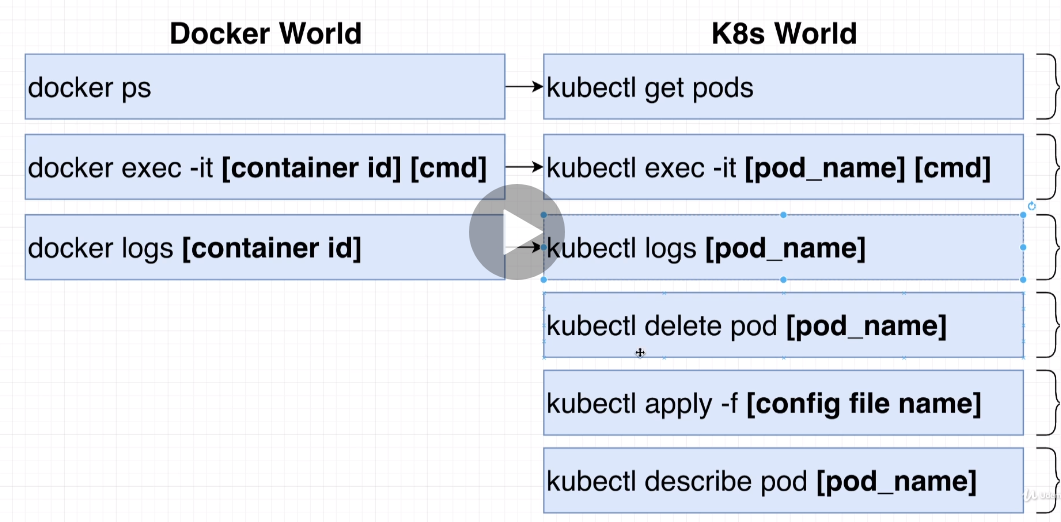 Docker World
K8s World
docker ps
kubectl get pods
docker exec -it [container id] [cmd]
kubectl exec -it [pod_name] [cmd]
docker logs [container id]
kubectl logs [pod_name]
kubectl delete pod [pod_name]
kubectl apply -f [config file name]
kubectl describe pod [pod_name]